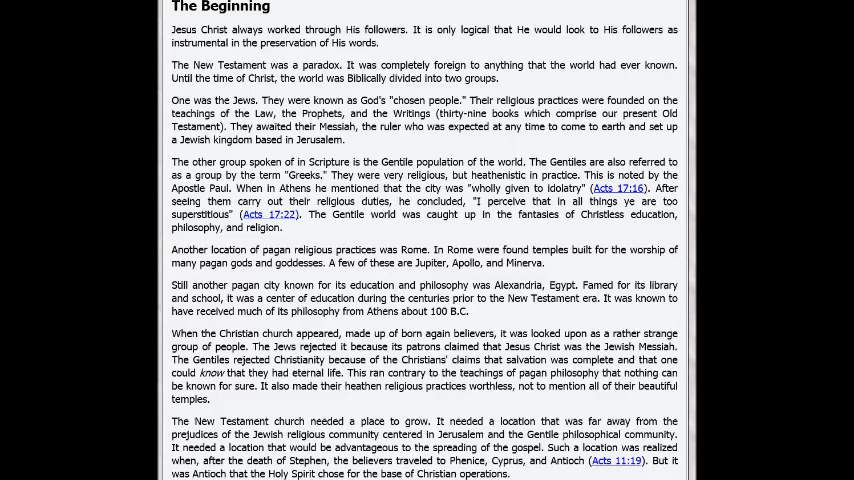 The Beginning
Jesus Christ always worked through His followers. It is only logical that He would look to His followers as
instrumental in the preservation of His words.
The New Testament was a paradox. It was completely foreign to anything that the world had ever known.
Until the time of Christ, the world was Biblically divided into two groups.
One was the Jews. They were known as God's "chosen people." Their religious practices were founded on the
teachings of the Law, the Prophets, and the Writings (thirty-nine books which comprise our present Old
Testament). They awaited their Messiah, the ruler who was expected at any time to come to earth and set up
a Jewish kingdom based in Jerusalem.
The other group spoken of in Scripture is the Gentile population of the world. The Gentiles are also referred to
as a group by the term "Greeks." They were very religious, but heathenistic in practice. This is noted by the
Apostle Paul. When in Athens he mentioned that the city was "wholly given to idolatry" (Acts 17:16). After
seeing them carry out their religious duties, he concluded, "I perceive that in all things ye are too
superstitious" (Acts 17:22). The Gentile world was caught up in the fantasies of Christless education,
philosophy, and religion.
Another location of pagan religious practices was Rome. In Rome were found temples built for the worship of
many pagan gods and goddesses. A few of these are Jupiter, Apollo, and Minerva.
Still another pagan city known for its education and philosophy was Alexandria, Egypt. Famed for its library
and school, it was a center of education during the centuries prior to the New Testament era. It was known to
have received much of its philosophy from Athens about 100 B.C.
When the Christian church appeared, made up of born again believers, it was looked upon as a rather strange
group of people. The Jews rejected it because its patrons claimed that Jesus Christ was the Jewish Messiah.
The Gentiles rejected Christianity because of the Christians' claims that salvation was complete and that one
could know that they had eternal life. This ran contrary to the teachings of pagan philosophy that nothing can
be known for sure. It also made their heathen religious practices worthless, not to mention all of their beautiful
temples.
The New Testament church needed a place to grow. It needed a location that was far away from the
prejudices of the Jewish religious community centered in Jerusalem and the Gentile philosophical community.
It needed a location that would be advantageous to the spreading of the gospel. Such a location was realized
when, after the death of Stephen, the believers traveled to Phenice, Cyprus, and Antioch (Acts 11:19). But it
was Antioch that the Holy Spirit chose for the base of Christian operations.